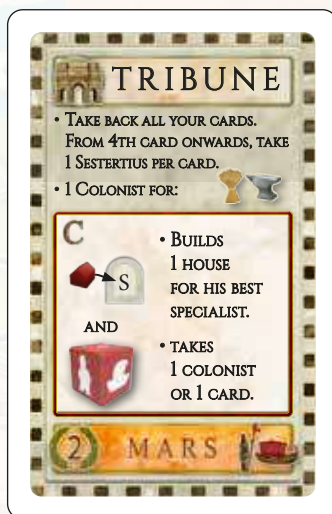 TRIBUNE
• TAKE BACK ALL YOUR CARDS.
FROM 4TH CARD ONWARDS, TAKE
1 SESTERTIUS PER CARD.
• 1 COLONIST FOR:
C
S
AND
• BUILDS
1 HOUSE
FOR HIS BEST
SPECIALIST.
• TAKES
1 COLONIST
OR 1 CARD.
2 MARS